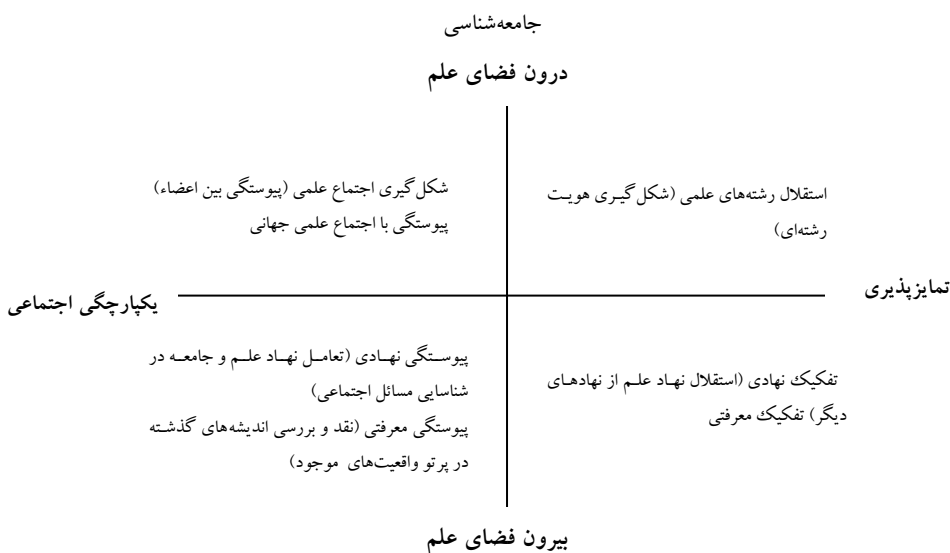 جامعه‌شناسی
درون فضای علم
استقلال رشته‌های علمی (شکل‌گیری هویت
رشته‌ای)
شکل‌گیری اجتماع علمی (پیوستگی بین اعضاء)
پیوستگی با اجتماع علمی جهانی
تمایزپذیری
یکپارچگی اجتماعی
تفکیک نهادی (استقلال نهاد علم از نهادهای
دیگر) تفکیک معرفتی
پیوستگی نهادی (تعامل نهاد علم و جامعه در
شناسایی مسائل اجتماعی)
پیوستگی معرفتی (نقد و بررسی اندیشه‌های گذشته
در پرتو واقعیت‌های موجود)
بیرون فضای علم